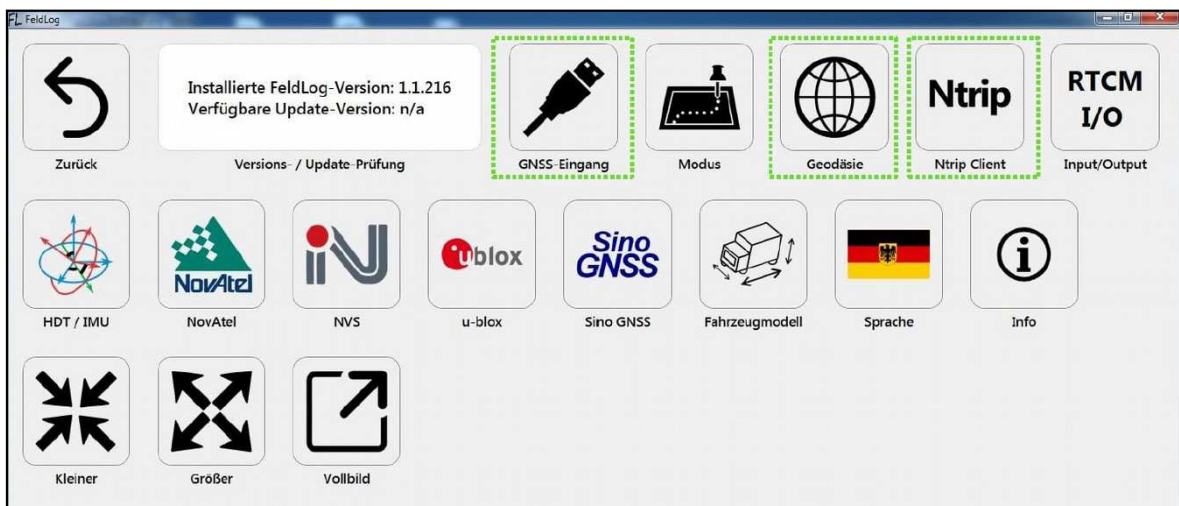 FL FeldLog
Installierte FeldLog-Version: 1.1.216
Verfügbare Update-Version: n/a
Ntrip
RTCM
I/O
Zurück
Versions- / Update-Prüfung
GNSS-Eingang
Modus
Geodäsie
Ntrip Client
Input/Output
NovAtel
iNV
ublox
Sino
GNSS
i
HDT / IMU
NovAtel
NVS
u-blox
Sino GNSS
Fahrzeugmodell
Sprache
Info
Kleiner
Größer
Vollbild